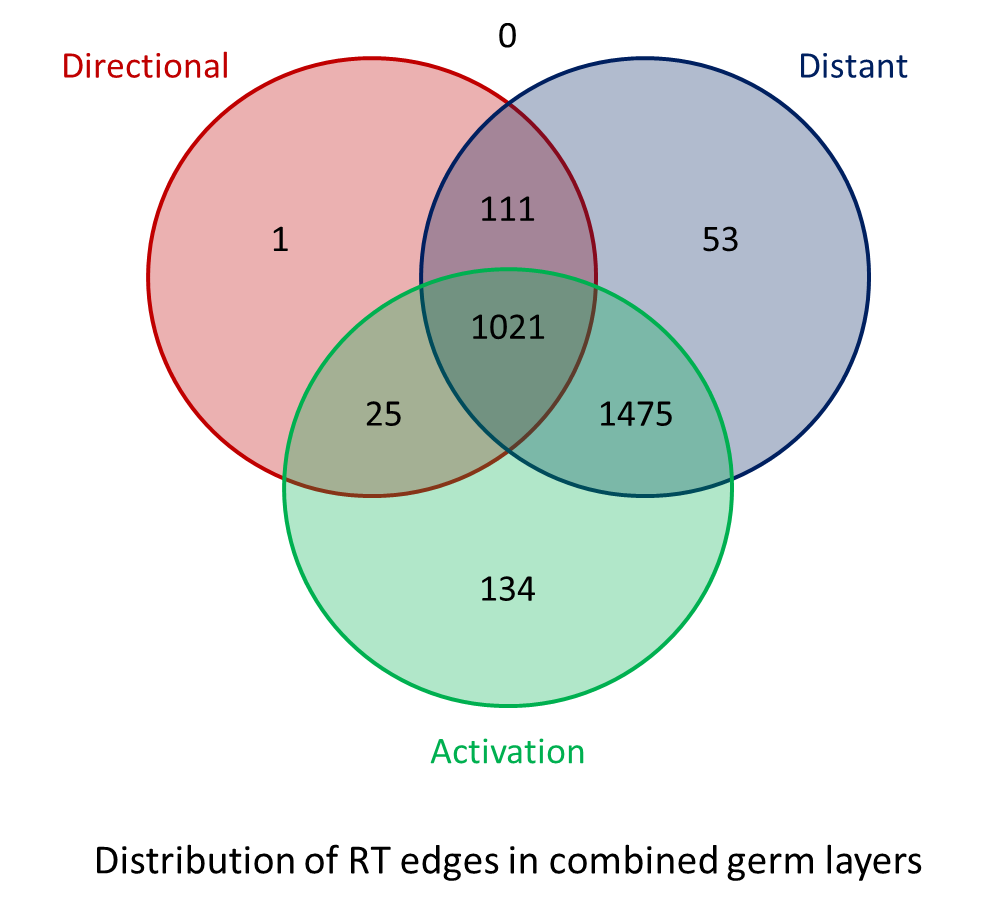 0
Directional
Distant
111
1
53
1021
25
1475
134
Activation
Distribution of RT edges in combined germ layers